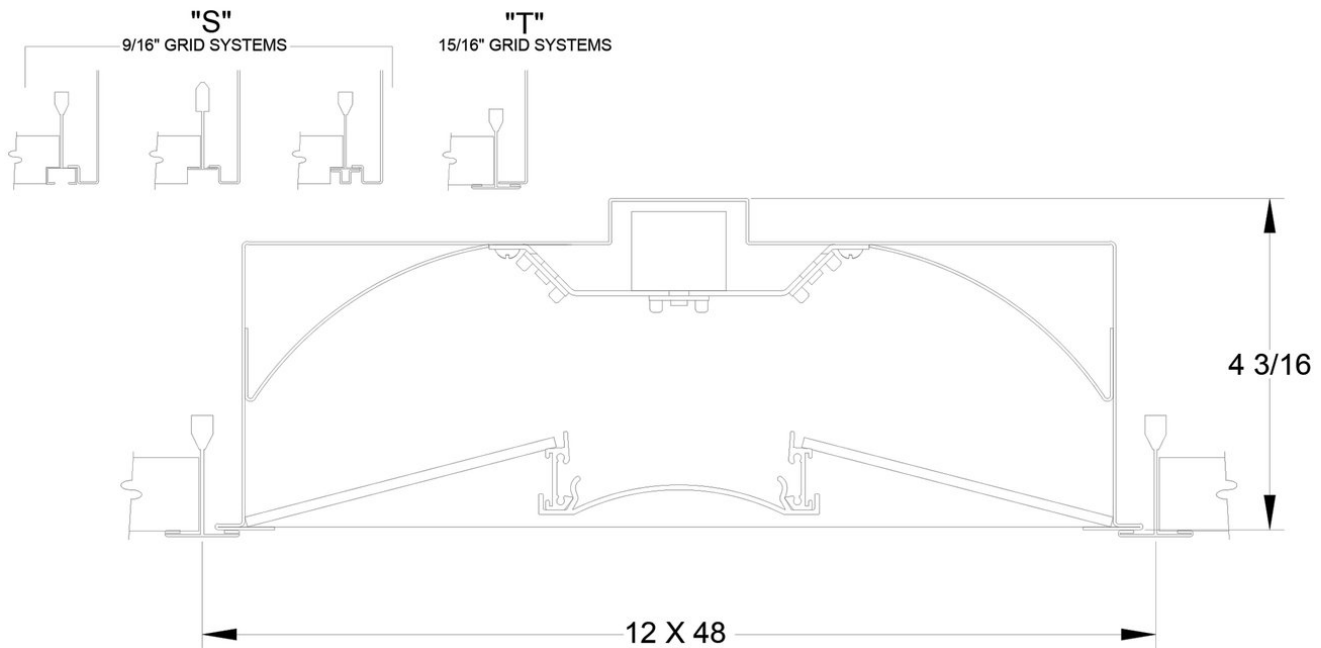 "S"
9/16" GRID SYSTEMS
"T"
15/16" GRID SYSTEMS
4 3/16
12 X 48